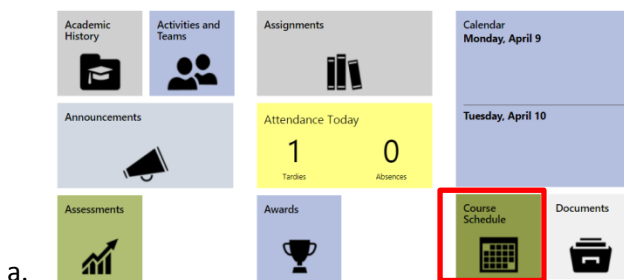 Academic
History
Activities and
Teams
Assignments
Calendar
Monday, April 9
Announcements
Attendance Today
1
0
Tardies
Absences
Tuesday, April 10
Assessments
Awards
Course
Schedule
Documents
a.